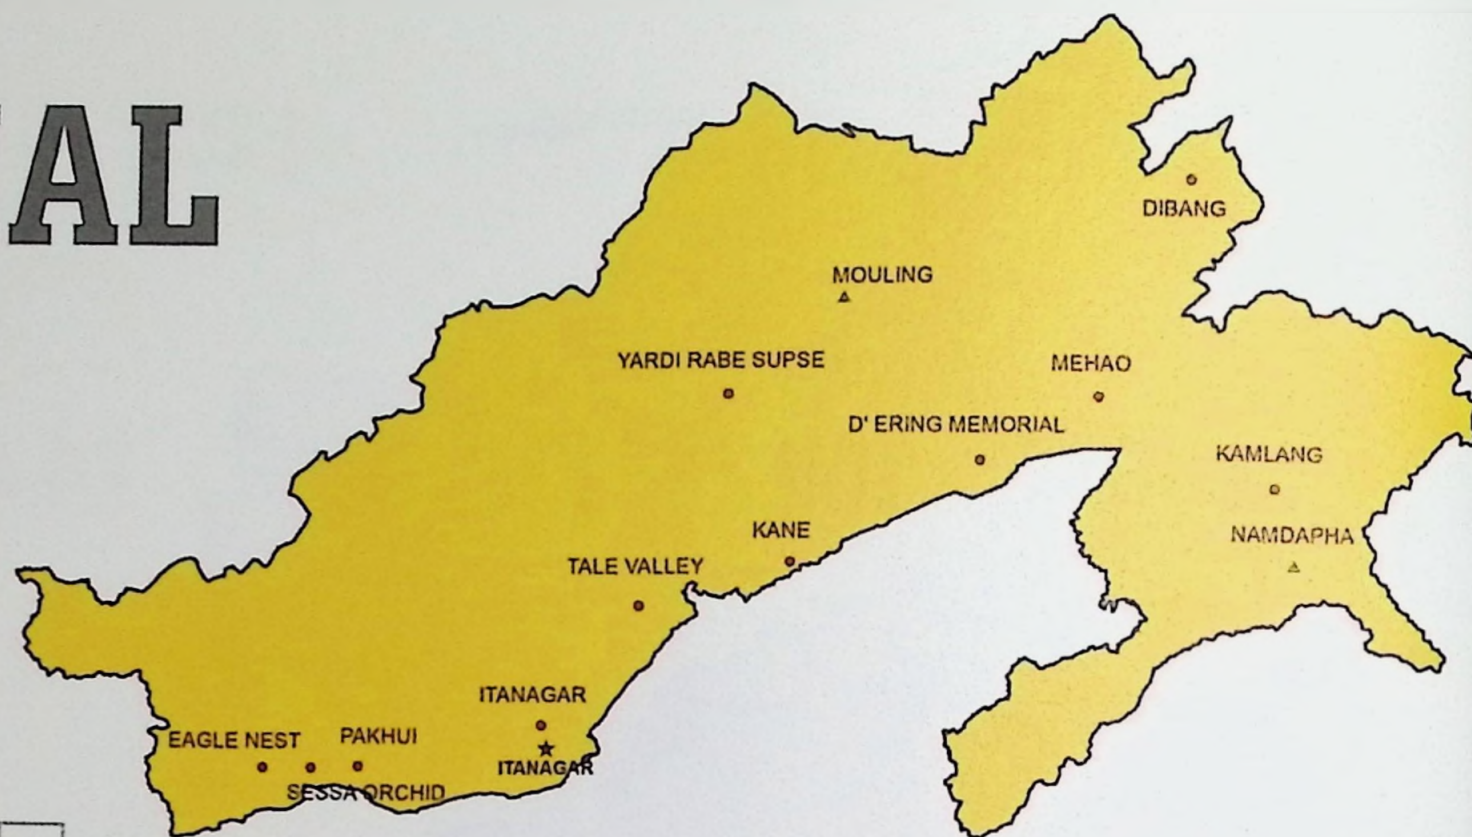 AL
DIBANG
MOULING
YARDI RABE SUPSE
MEHAO
D' ERING MEMORIAL
KAMLANG
KANE
NAMDAPHA
TALE VALLEY
ITANAGAR
EAGLE NEST
PAKHUI
ITANAGAR
SESSA ORCHID